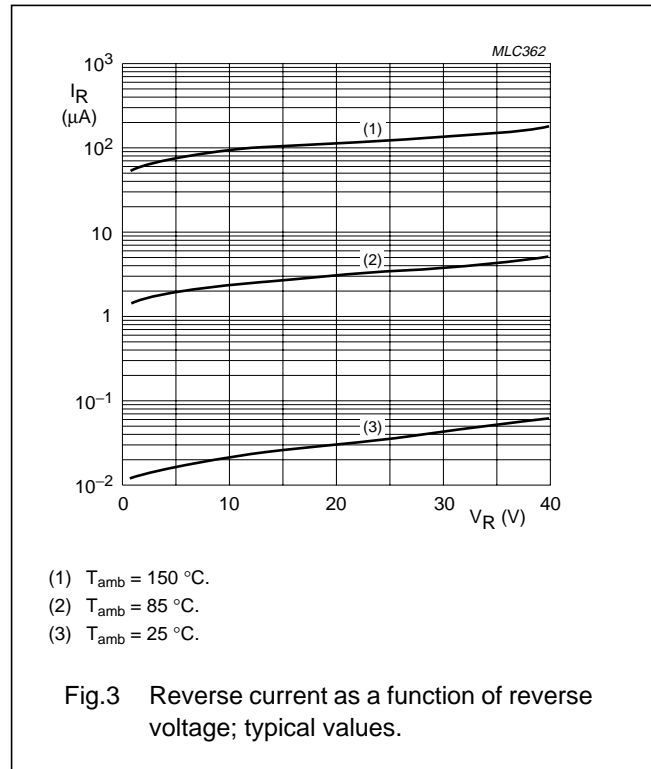 MLC362
10³
I_R
(μA)
(1)
10²
10
(2)
1
10⁻¹
(3)
10⁻²
0
10
20
30
40
V_R (V)
(1) T_amb = 150 °C.
(2) T_amb = 85 °C.
(3) T_amb = 25 °C.
Fig.3 Reverse current as a function of reverse
voltage; typical values.